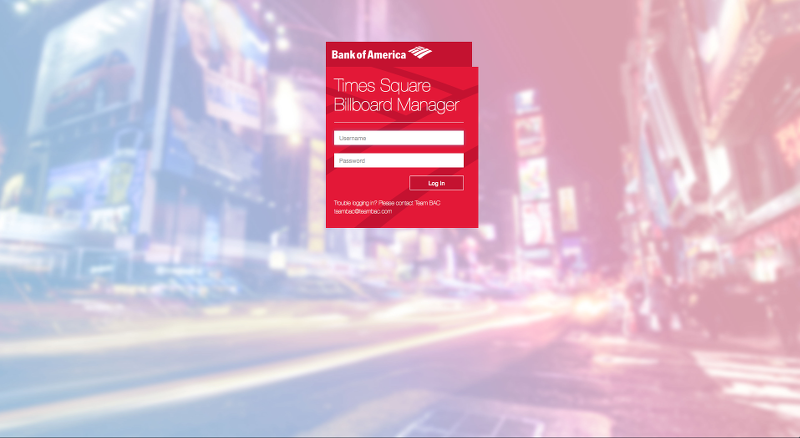 Bank of America
Times Square
Billboard Manager
Username
Password
Log In
Trouble logging in? Please contact Team BAC
teambac@teambac.com